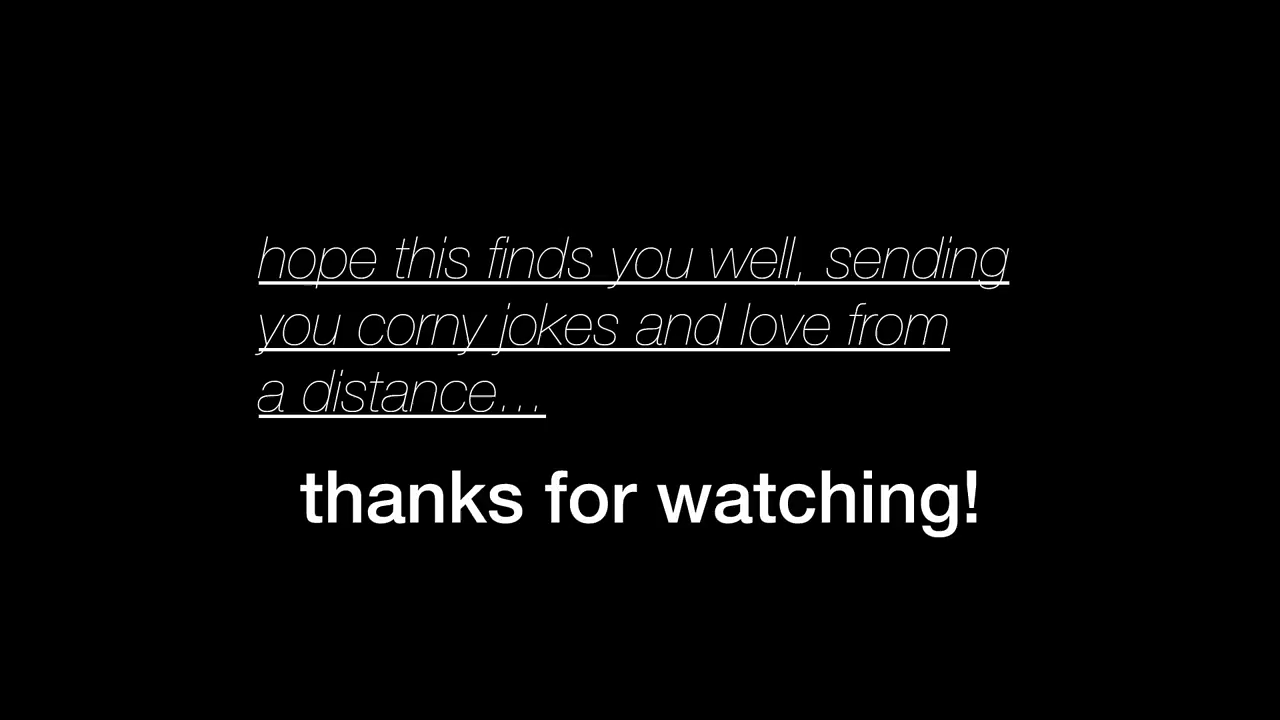 hope this finds you well, sending
you corny jokes and love from
a distance...
thanks for watching!